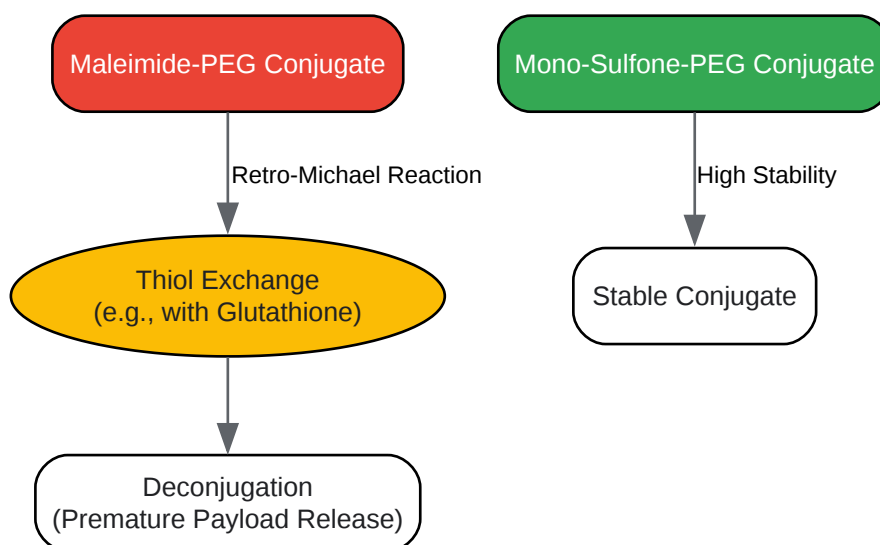 Maleimide-PEG Conjugate
Mono-Sulfone-PEG Conjugate
Retro-Michael Reaction
High Stability
Thiol Exchange
(e.g., with Glutathione)
Stable Conjugate
Deconjugation
(Premature Payload Release)